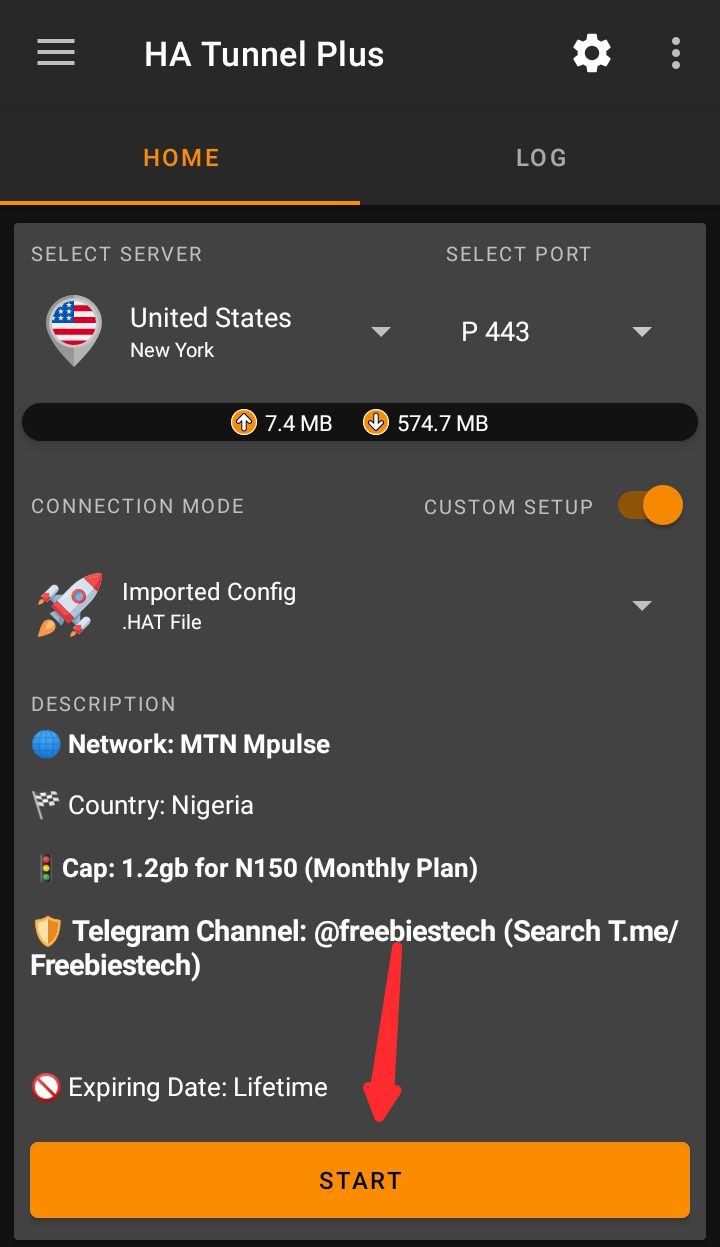 HA Tunnel Plus
HOME
LOG
SELECT SERVER
SELECT PORT
United States
New York
P 443
7.4 MB
574.7 MB
CONNECTION MODE
CUSTOM SETUP
Imported Config
.HAT File
DESCRIPTION
🌐 Network: MTN Mpulse
🏁 Country: Nigeria
🚦Cap: 1.2gb for N150 (Monthly Plan)
🛡 Telegram Channel: @freebiestech (Search T.me/
Freebiestech)
🚫 Expiring Date: Lifetime
START